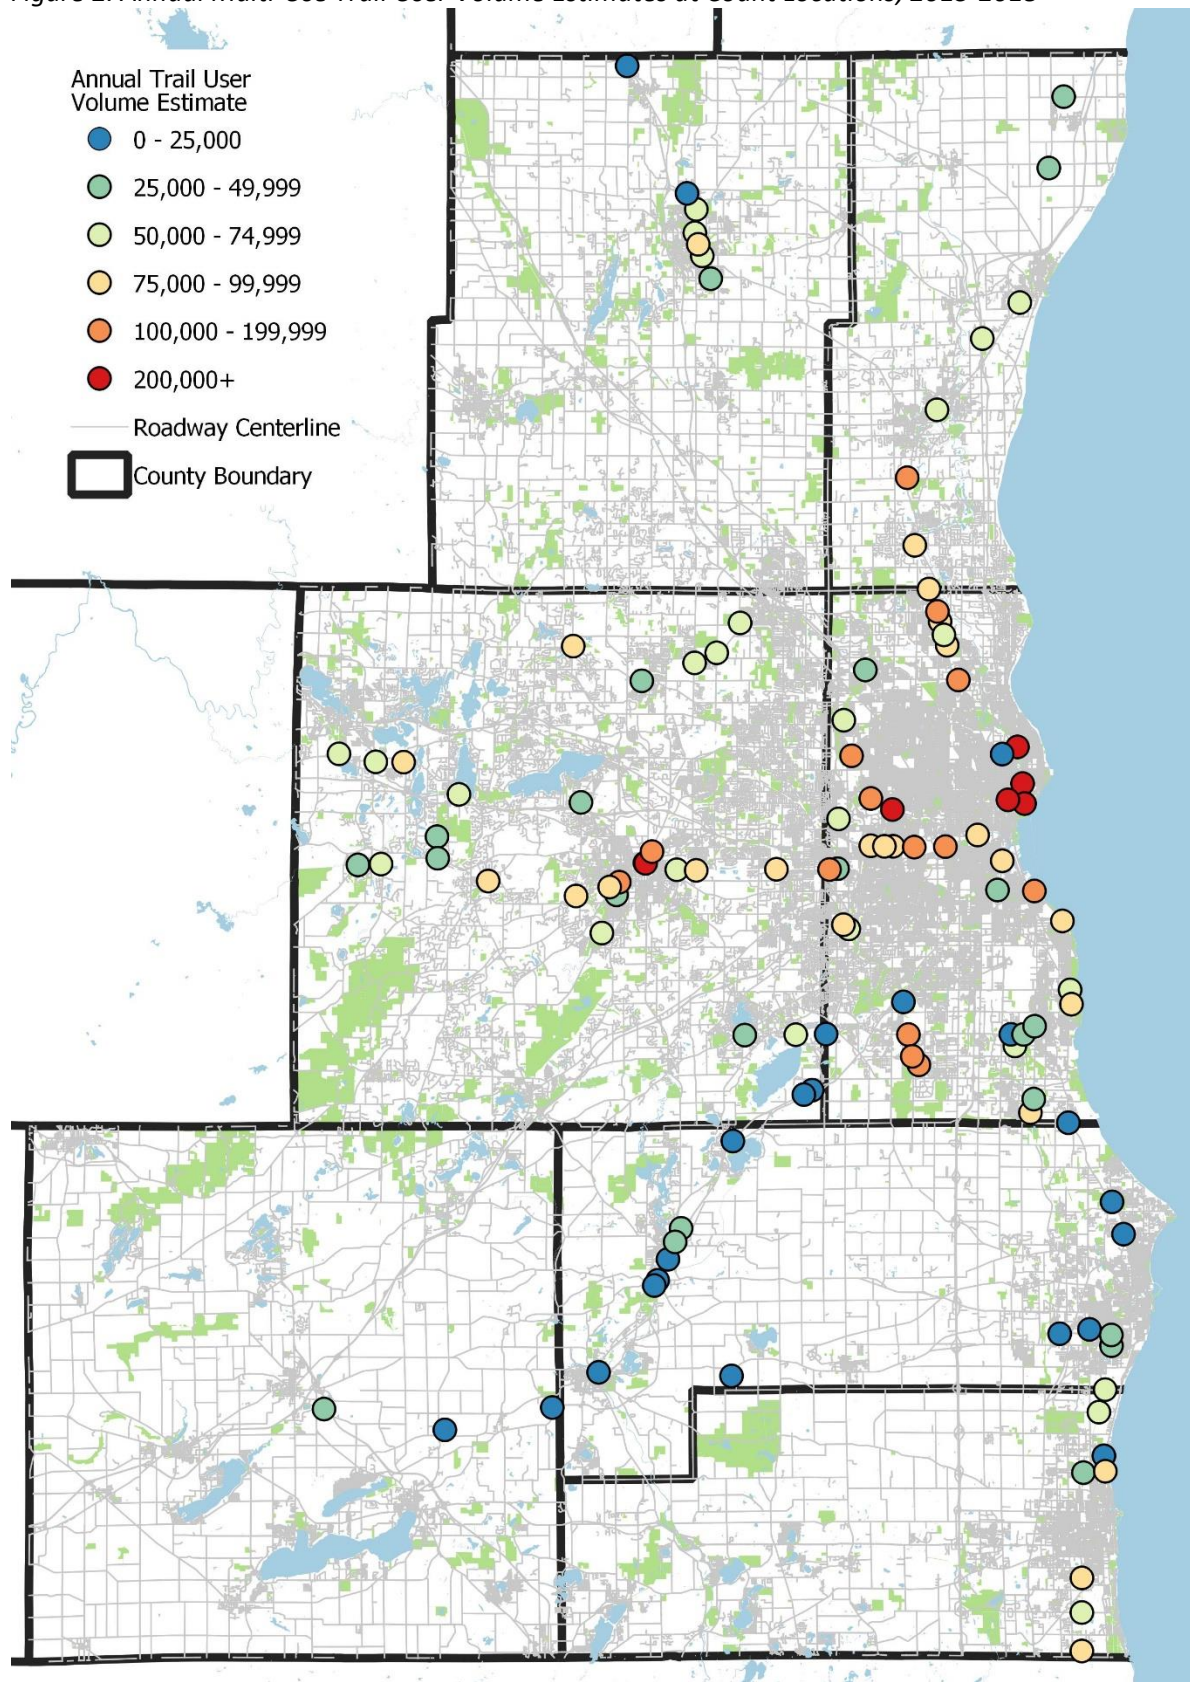 Annual Trail User
Volume Estimate
0 - 25,000
25,000 - 49,999
50,000 - 74,999
75,000 - 99,999
100,000 - 199,999
200,000+
Roadway Centerline
County Boundary